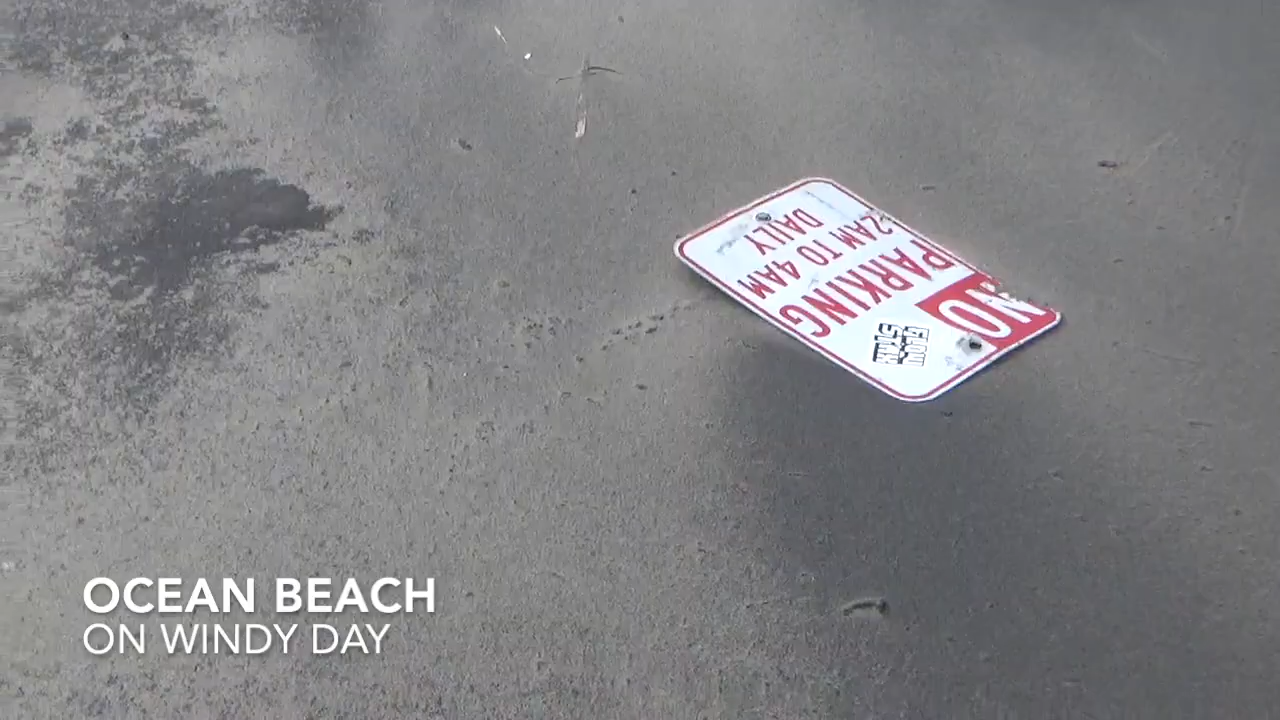 NO
PARKING
2AM TO 4AM
DAILY
OCEAN BEACH
ON WINDY DAY